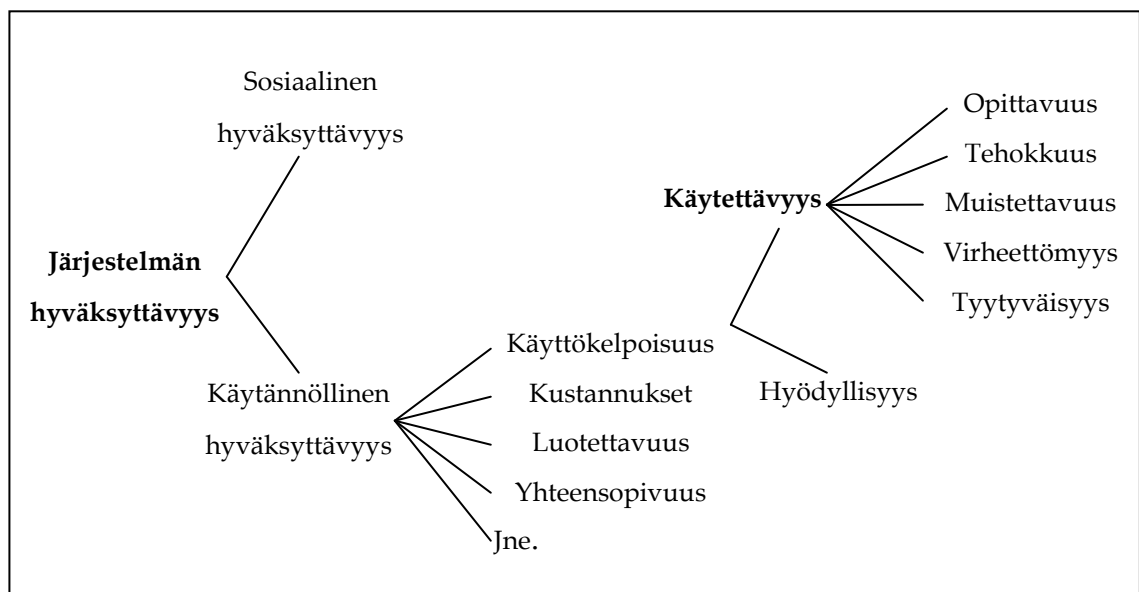 Sosiaalinen
hyväksyttävyys
Järjestelmän
hyväksyttävyys
Käytännöllinen
hyväksyttävyys
Käyttökelpoisuus
Kustannukset
Luotettavuus
Yhteensopivuus
Jne.
Käytettävyys
Hyödyllisyys
Opittavuus
Tehokkuus
Muistettavuus
Virheettömyys
Tyytyväisyys